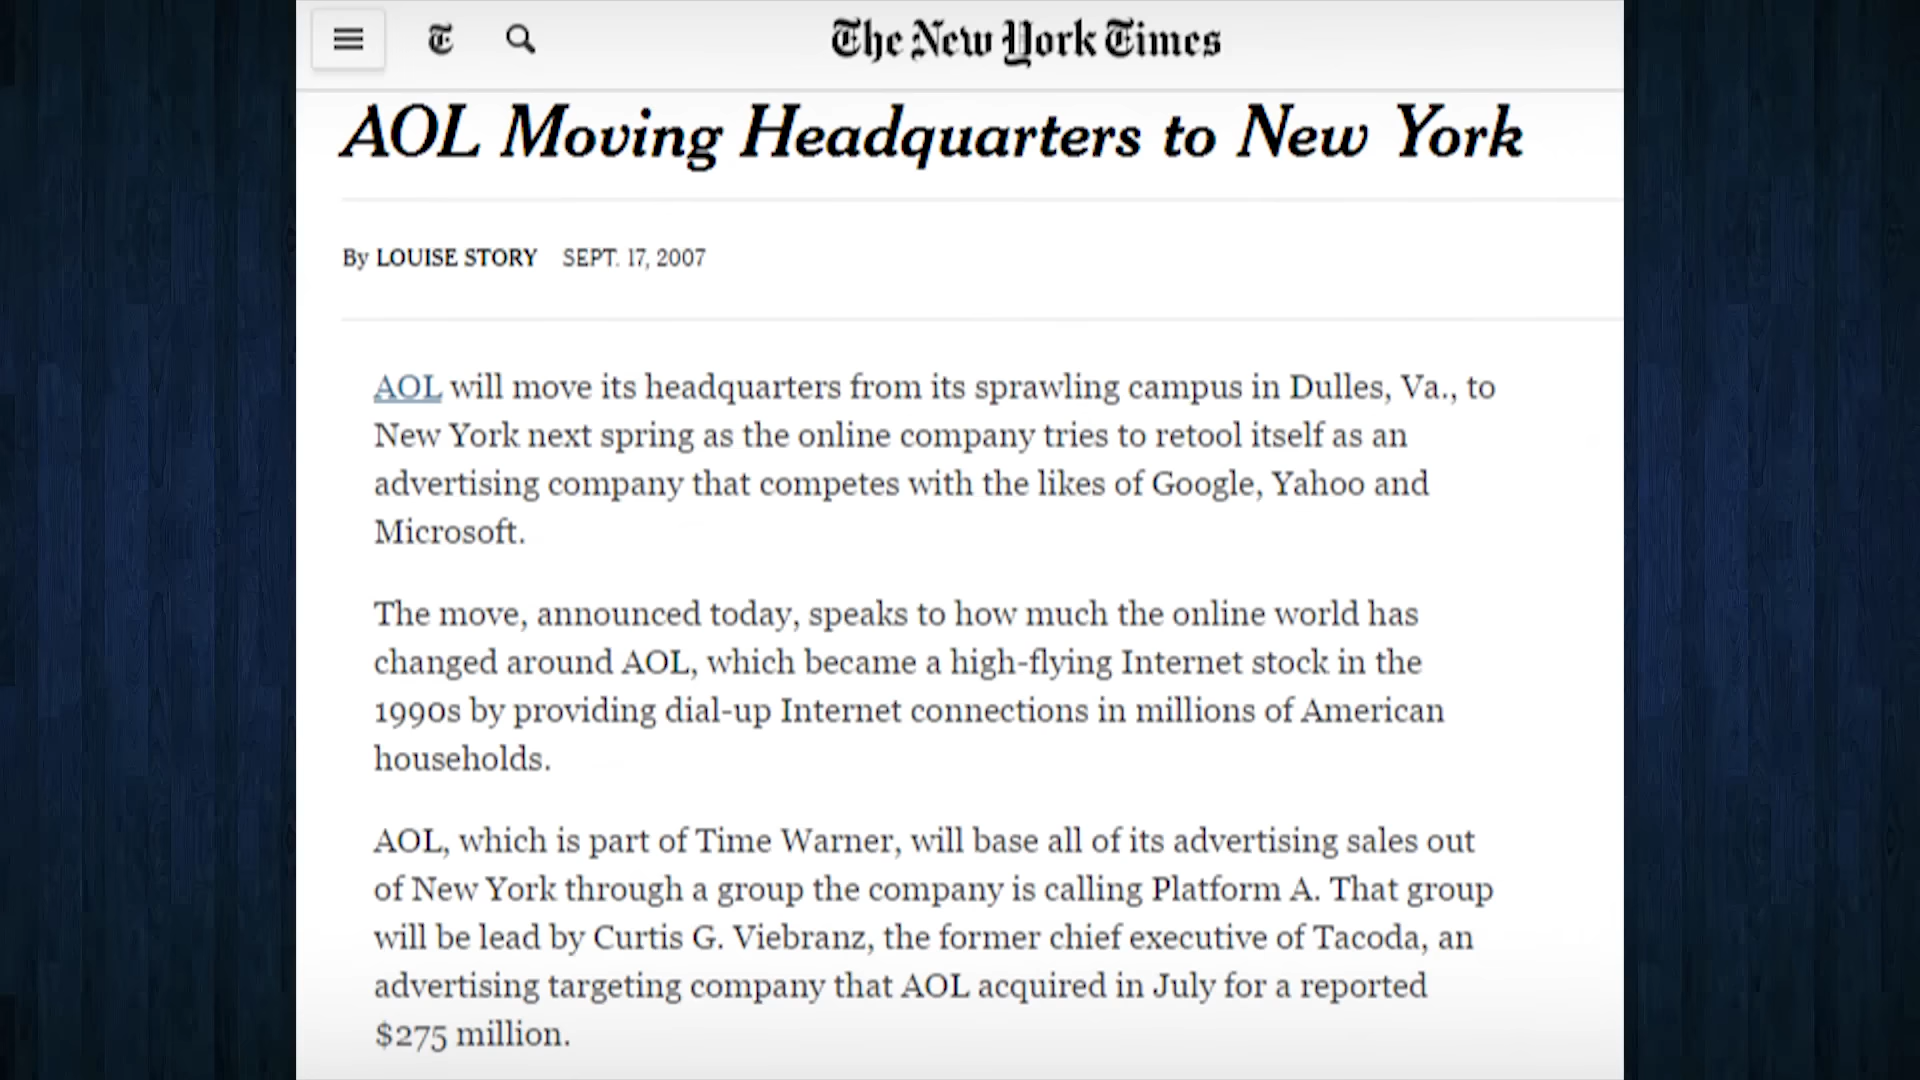 The New York Times
AOL Moving Headquarters to New York
By LOUISE STORY SEPT. 17, 2007
AOL will move its headquarters from its sprawling campus in Dulles, Va., to
New York next spring as the online company tries to retool itself as an
advertising company that competes with the likes of Google, Yahoo and
Microsoft.
The move, announced today, speaks to how much the online world has
changed around AOL, which became a high-flying Internet stock in the
1990s by providing dial-up Internet connections in millions of American
households.
AOL, which is part of Time Warner, will base all of its advertising sales out
of New York through a group the company is calling Platform A. That group
will be lead by Curtis G. Viebranz, the former chief executive of Tacoda, an
advertising targeting company that AOL acquired in July for a reported
$275 million.